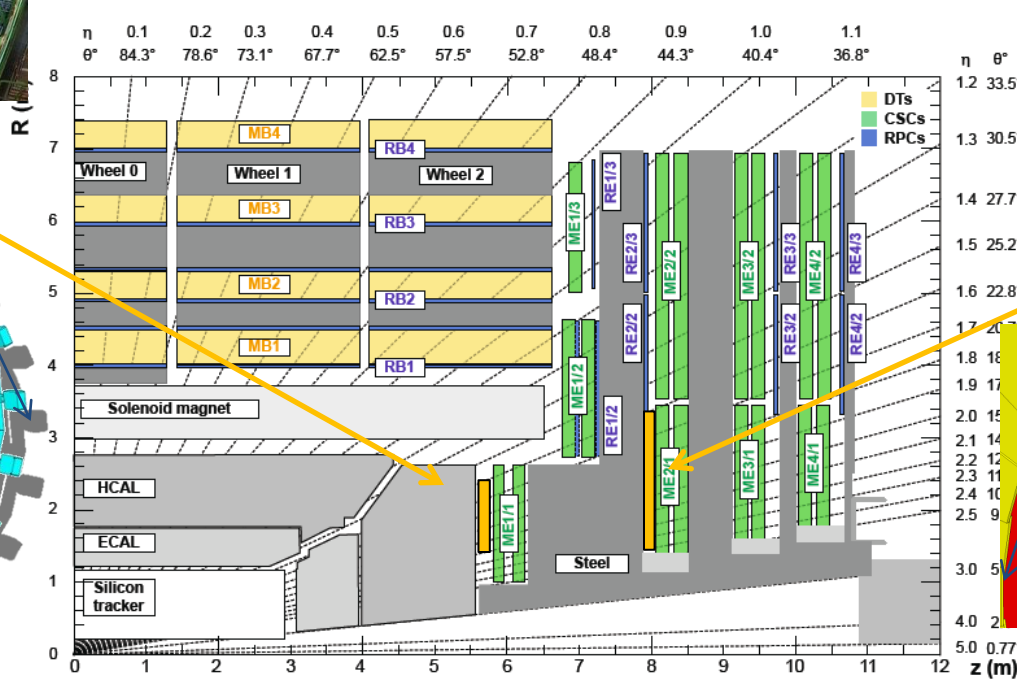 η 0.1 0.2 0.3 0.4 0.5 0.6 0.7 0.8 0.9 1.0 1.1
θ° 84.3° 78.6° 73.1° 67.7° 62.5° 57.5° 52.8° 48.4° 44.3° 40.4° 36.8°
η θ°
R (
8
7
6
5
4
3
2
1
0
1.2 33.5
1.3 30.5
1.4 27.7
1.5 25.2
1.6 22.8
1.7
1.8
1.9
2.0
2.1
2.2
2.3
2.4
2.5
3.0
4.0
5.0 0.77
DTs
CSCs
RPCs
MB4
RB4
Wheel 0
Wheel 1
Wheel 2
MB3
RB3
MB2
RB2
MB1
RB1
Solenoid magnet
HCAL
ECAL
Silicon
tracker
Steel
ME1/3
RE1/3
RE2/3
ME2/2
ME3/2
RE3/3
ME4/2
RE4/3
ME1/2
RE1/2
RE2/2
RE3/2
RE4/2
ME1/1
ME2/1
ME3/1
ME4/1
0 1 2 3 4 5 6 7 8 9 10 11 12
z (m)